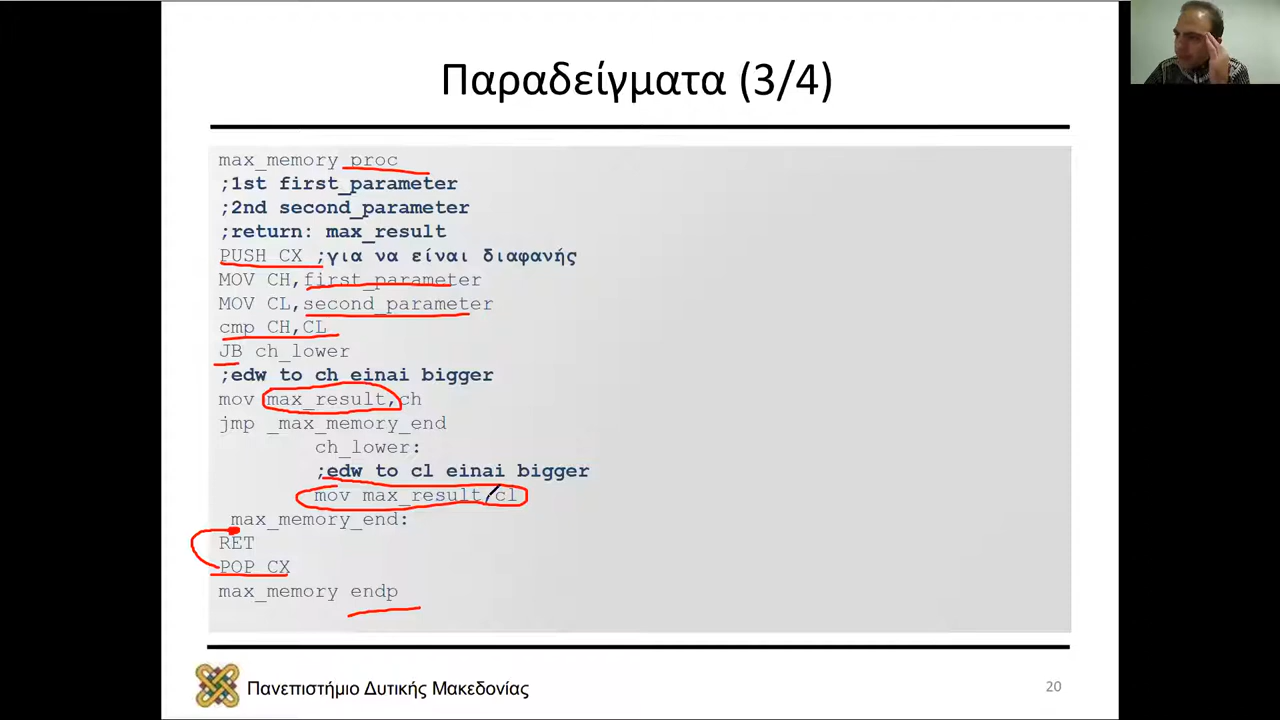 Παραδείγματα (3/4)
max_memory proc
;1st first_parameter
;2nd second_parameter
;return: max_result
PUSH CX ;για να είναι διαφανής
MOV CH,first_parameter
MOV CL,second_parameter
cmp CH,CL
JB ch_lower
;edw to ch einai bigger
mov max_result,ch
jmp _max_memory_end
ch_lower:
;edw to cl einai bigger
mov max_result,cl
_max_memory_end:
RET
POP CX
max_memory endp
Πανεπιστήμιο Δυτικής Μακεδονίας
20